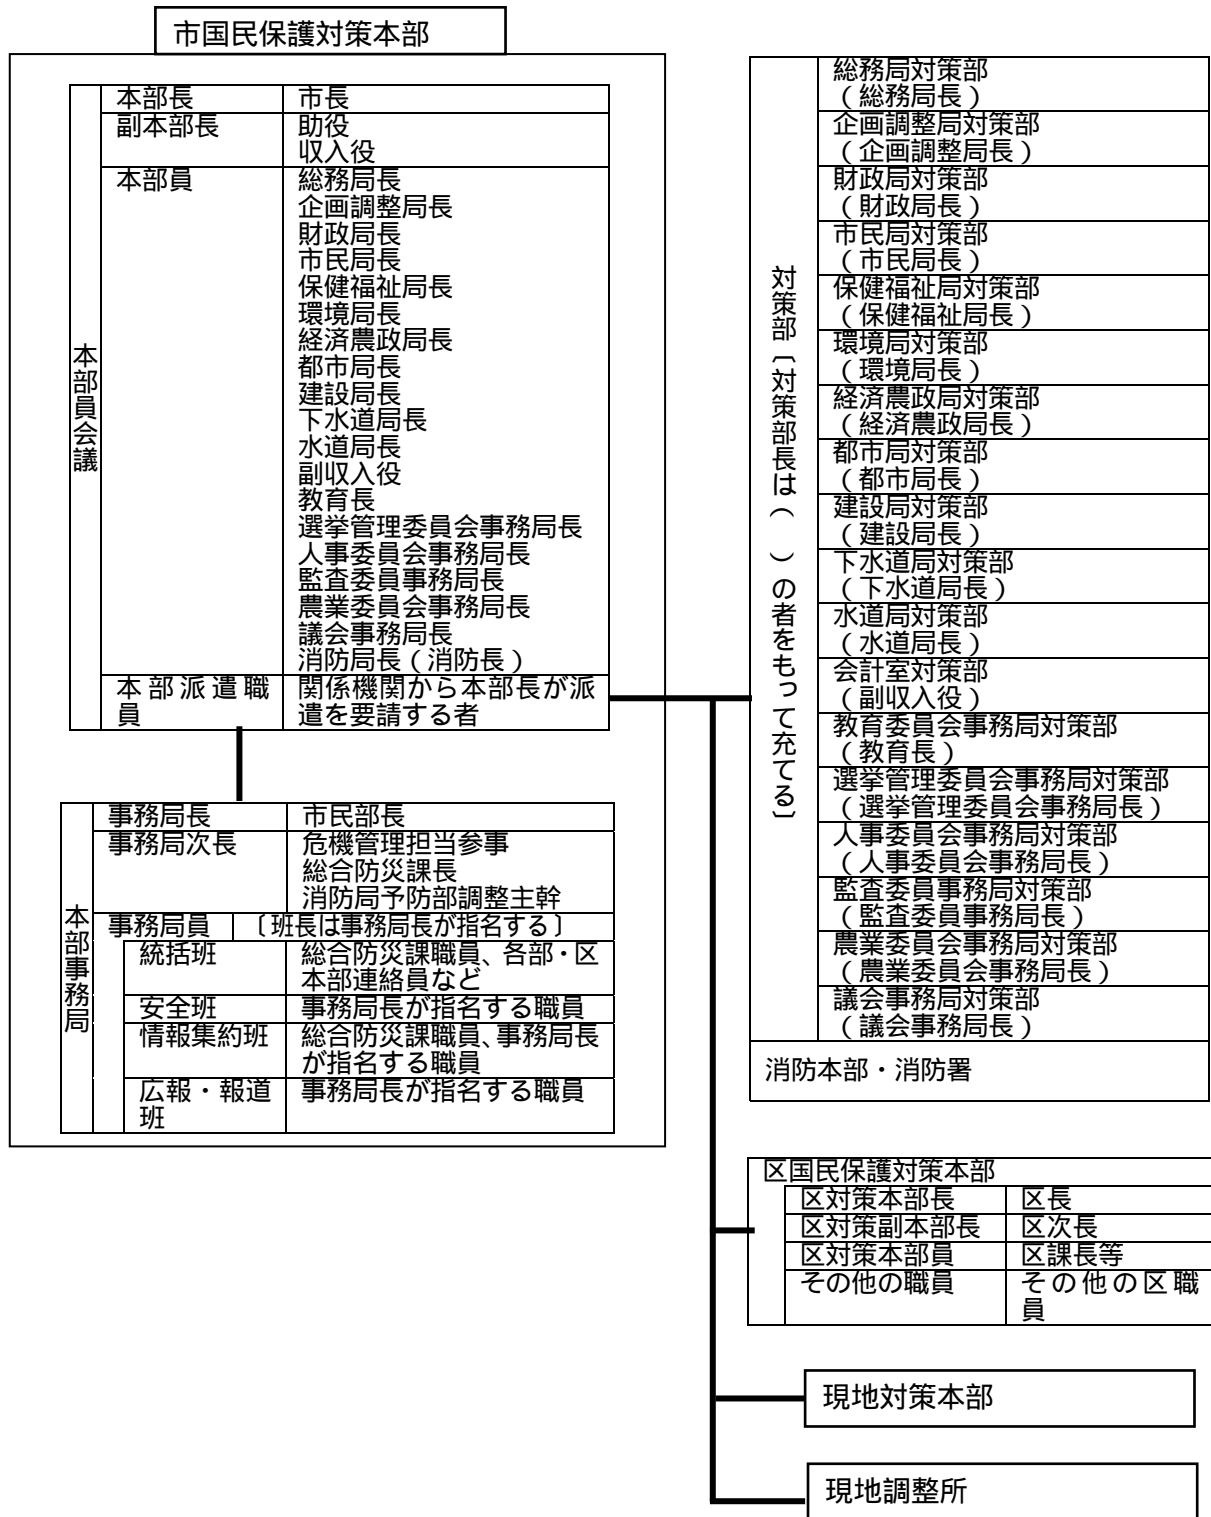 市国民保護対策本部
本部員会議
本部長 市長
副本部長 助役
収入役
本部員 総務局長
企画調整局長
財政局長
市民局長
保健福祉局長
環境局長
経済農政局長
都市局長
建設局長
下水道局長
水道局長
副収入役
教育長
選挙管理委員会事務局長
人事委員会事務局長
監査委員事務局長
農業委員会事務局長
議会事務局長
消防局長（消防長）
本部派遣職 関係機関から本部長が派
員 遣を要請する者
本部事務局
事務局長 市民部長
事務局次長 危機管理担当参事
総合防災課長
消防局予防部調整主幹
事務局員 〔班長は事務局長が指名する〕
統括班 総合防災課職員、各部・区
本部連絡員など
安全班 事務局長が指名する職員
情報集約班 総合防災課職員、事務局長
が指名する職員
広報・報道 事務局長が指名する職員
班
対策部〔対策部長は（　）の者をもって充てる〕
総務局対策部
（総務局長）
企画調整局対策部
（企画調整局長）
財政局対策部
（財政局長）
市民局対策部
（市民局長）
保健福祉局対策部
（保健福祉局長）
環境局対策部
（環境局長）
経済農政局対策部
（経済農政局長）
都市局対策部
（都市局長）
建設局対策部
（建設局長）
下水道局対策部
（下水道局長）
水道局対策部
（水道局長）
会計室対策部
（副収入役）
教育委員会事務局対策部
（教育長）
選挙管理委員会事務局対策部
（選挙管理委員会事務局長）
人事委員会事務局対策部
（人事委員会事務局長）
監査委員事務局対策部
（監査委員事務局長）
農業委員会事務局対策部
（農業委員会事務局長）
議会事務局対策部
（議会事務局長）
消防本部・消防署
区国民保護対策本部
区対策本部長 区長
区対策副本部長 区次長
区対策本部員 区課長等
その他の職員 その他の区職
員
現地対策本部
現地調整所